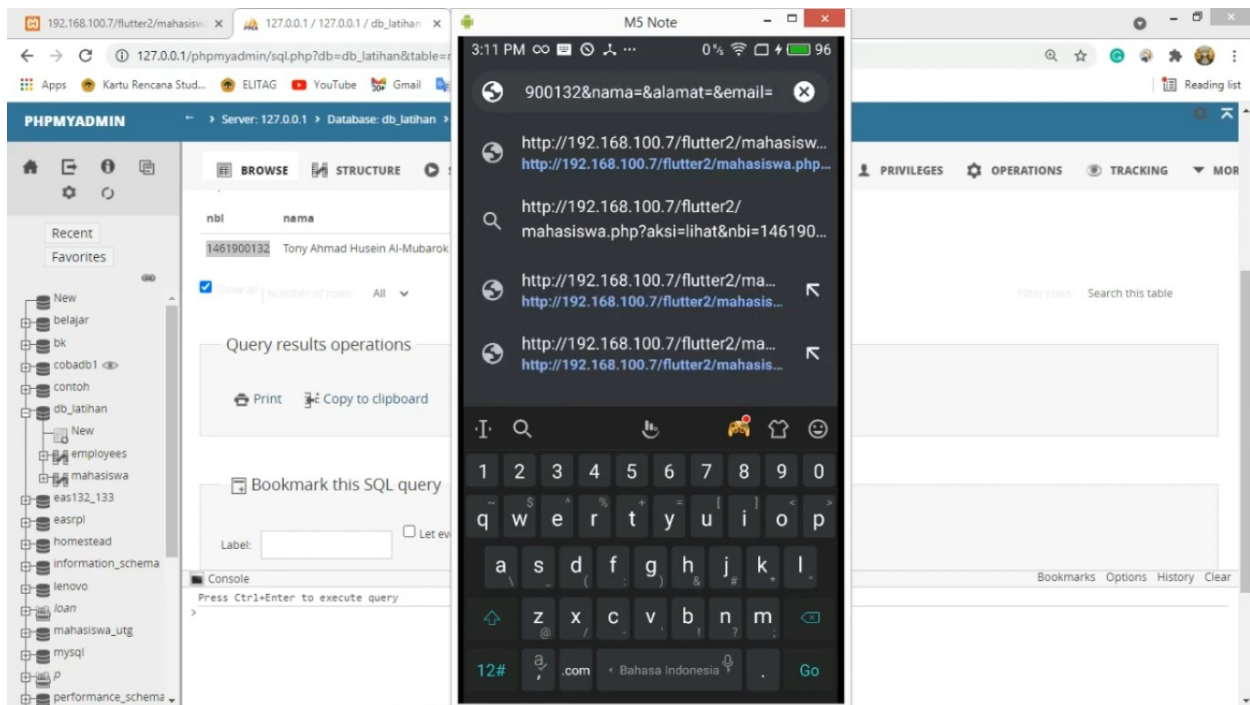 192.168.100.7/flutter2/mahasisw
127.0.0.1 / 127.0.0.1 / db_latihan
127.0.0.1/phpmyadmin/sql.php?db=db_latihan&table=
Apps Kartu Rencana Stud... ELITAG YouTube Gmail
Reading list
PHPMYADMIN
Server: 127.0.0.1 > Database: db_latihan >
BROWSE STRUCTURE
PRIVILEGES OPERATIONS TRACKING MOR
Recent
Favorites
New
belajar
bk
cobadb1
contoh
db_latihan
New
employees
mahasiswa
eas132_133
easrpl
homestead
information_schema
lenovo
loan
mahasiswa_utg
mysql
p
performance_schema
nbi nama
1461900132 Tony Ahmad Husein Al-Mubarok
Show all Number of rows: All
Filter rows: Search this table
Query results operations
Print Copy to clipboard
Bookmark this SQL query
Label: Let ev
Console
Bookmarks Options History Clear
Press Ctrl+Enter to execute query
>
M5 Note
3:11 PM ... 0% 96
900132&nama=&alamat=&email=
http://192.168.100.7/flutter2/mahasisw...
http://192.168.100.7/flutter2/mahasiswa.php...
http://192.168.100.7/flutter2/
mahasiswa.php?aksi=lihat&nbi=146190...
http://192.168.100.7/flutter2/ma...
http://192.168.100.7/flutter2/mahasis...
http://192.168.100.7/flutter2/ma...
http://192.168.100.7/flutter2/mahasis...
1 2 3 4 5 6 7 8 9 0
q w e r t y u i o p
a s d f g h j k l
z x c v b n m
12# , .com Bahasa Indonesia . Go